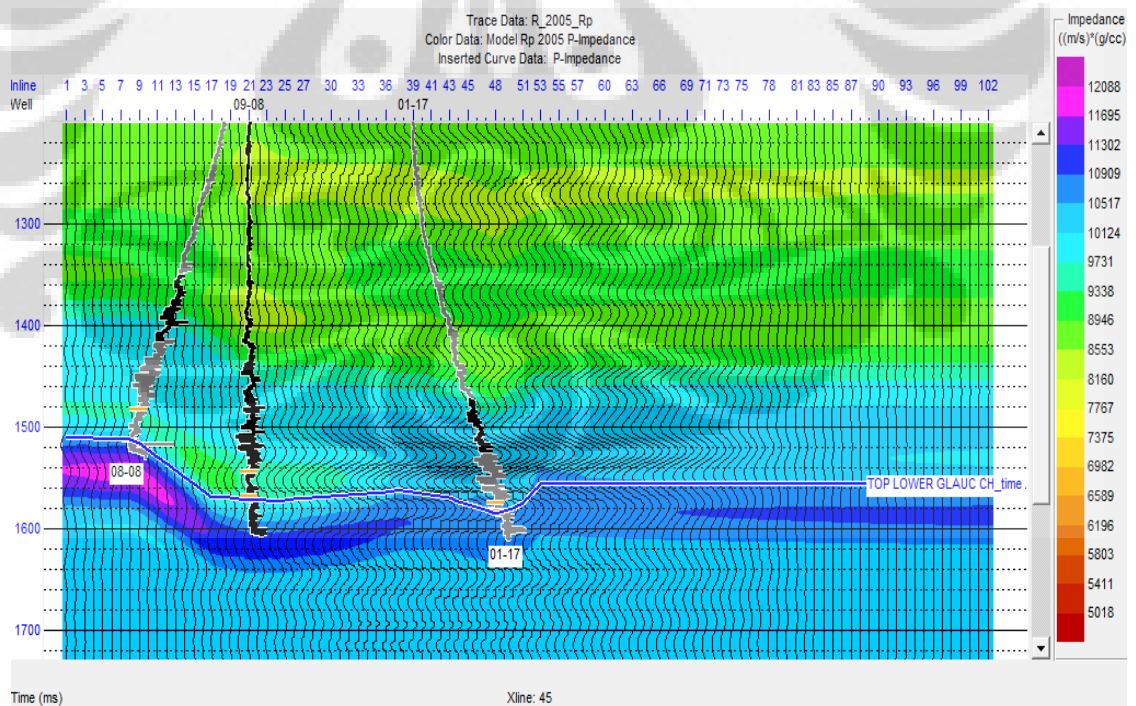 Trace Data: R_2005_Rp
Color Data: Model Rp 2005 P-Impedance
Inserted Curve Data: P-Impedance
Impedance
((m/s)*(g/cc)
Inline 1 3 5 7 9 11 13 15 17 19 21 23 25 27 30 33 36 39 41 43 45 48 51 53 55 57 60 63 66 69 71 73 75 78 81 83 85 87 90 93 96 99 102
Well 09-08 01-17
12088
11695
11302
10909
10517
10124
9731
9338
8946
8553
8160
7767
7375
6982
6589
6196
5803
5411
5018
1300
1400
1500
1600
1700
08-08
TOP LOWER GLAUC CH_time
01-17
Time (ms)
Xline: 45